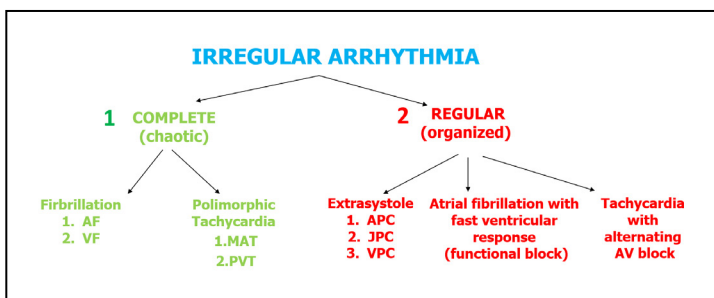 IRREGULAR ARRHYTHMIA
1 COMPLETE
(chaotic)
2 REGULAR
(organized)
Firbrillation
1. AF
2. VF
Polimorphic
Tachycardia
1.MAT
2.PVT
Extrasystole
1. APC
2. JPC
3. VPC
Atrial fibrillation with
fast ventricular
response
(functional block)
Tachycardia
with
alternating
AV block